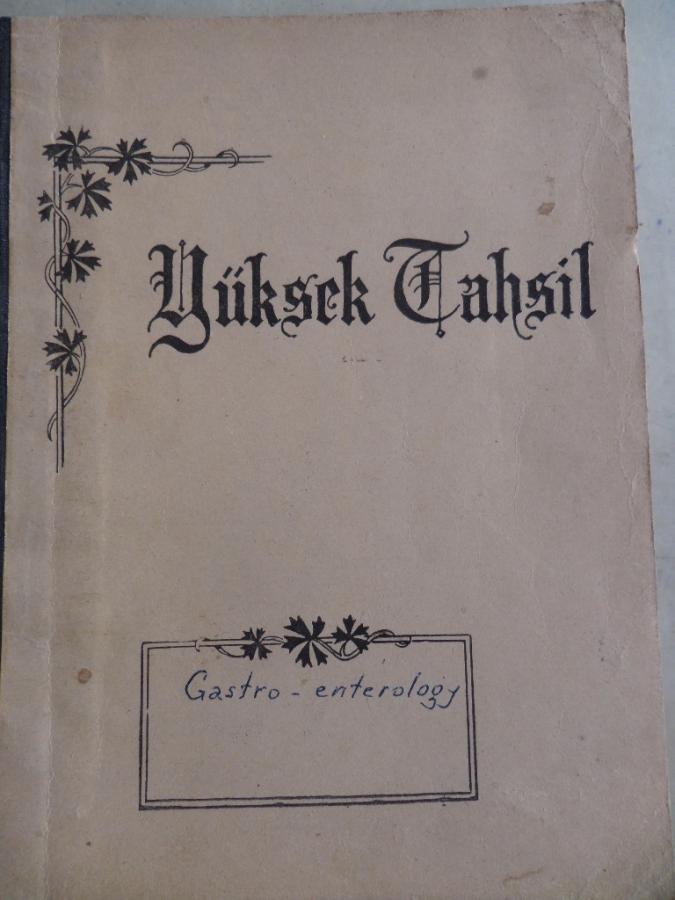 Yüksek Tahsil
Gastro - enterology